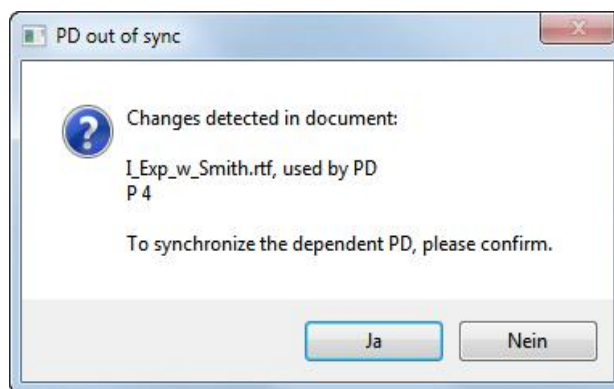 PD out of sync
Changes detected in document:
I_Exp_w_Smith.rtf, used by PD
P 4
To synchronize the dependent PD, please confirm.
Ja
Nein